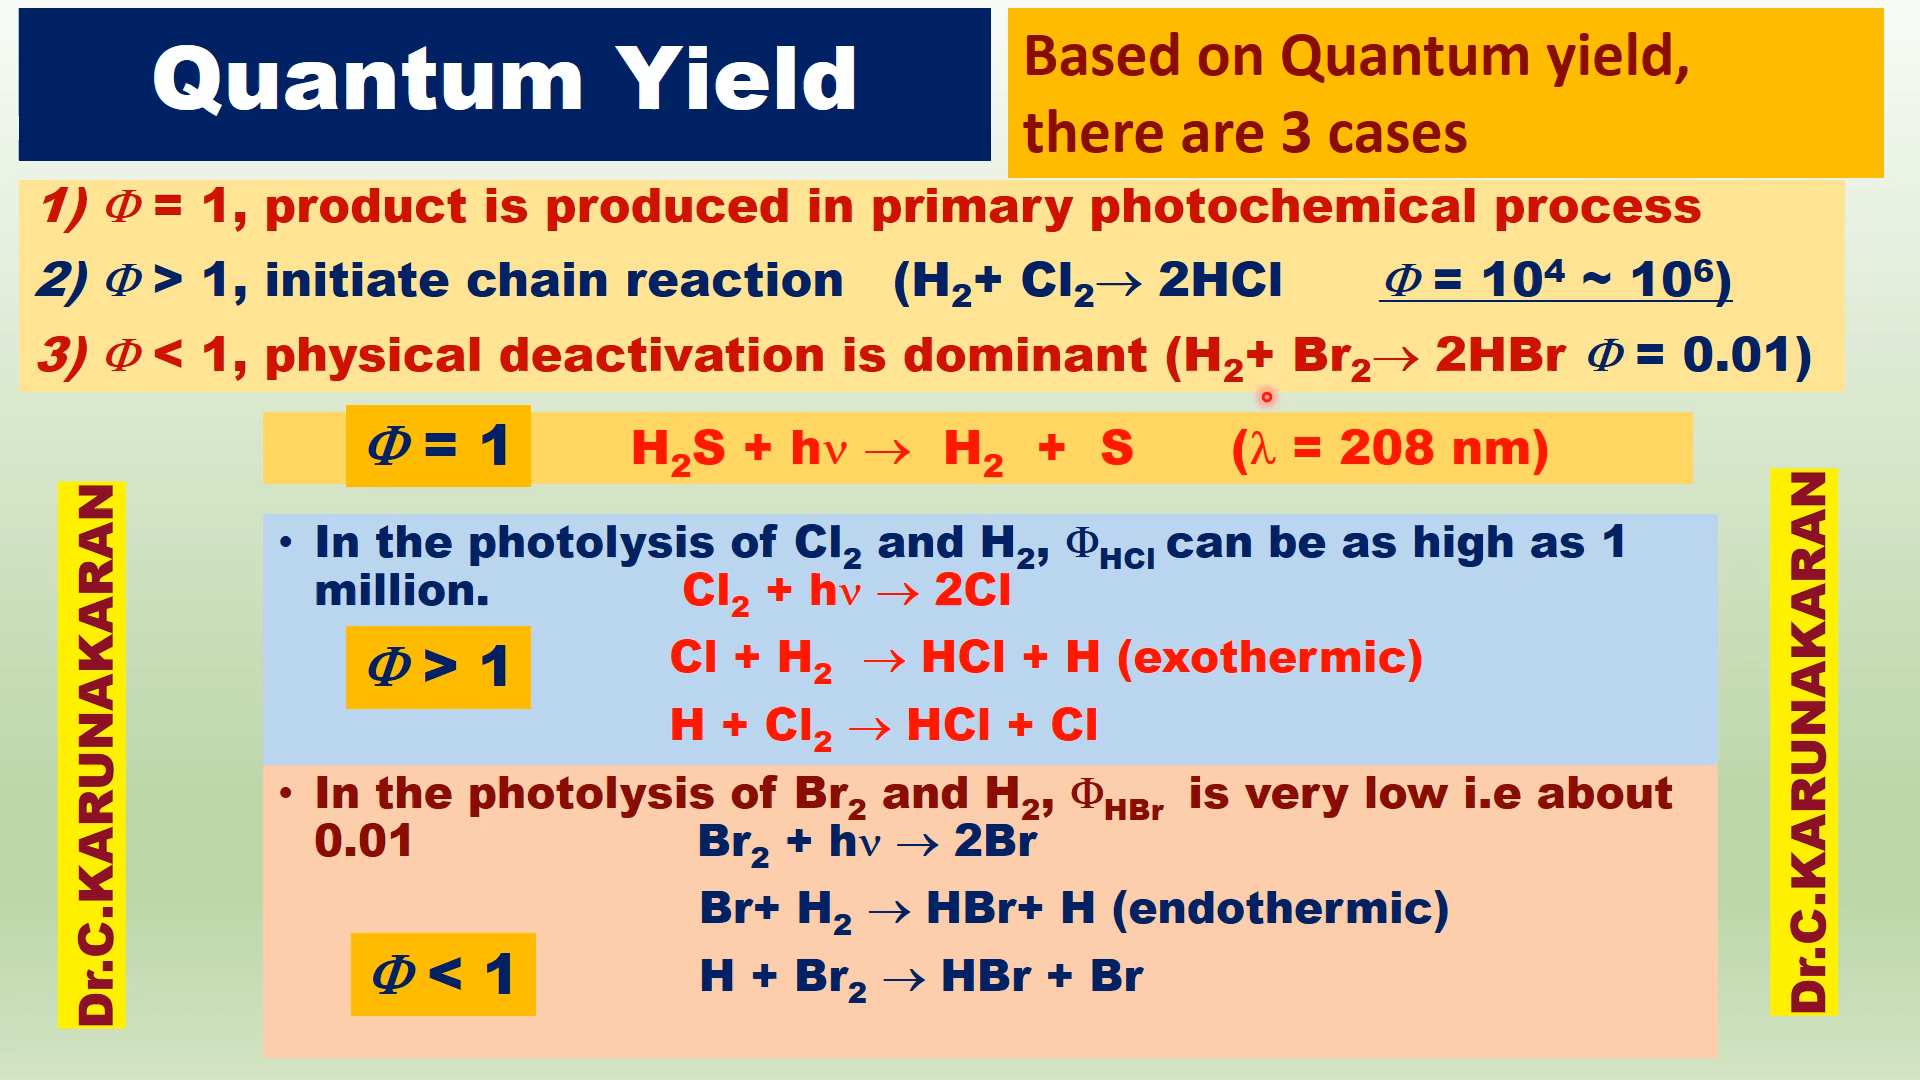 Quantum Yield
Based on Quantum yield,
there are 3 cases
1) Φ = 1, product is produced in primary photochemical process
2) Φ > 1, initiate chain reaction (H₂+ Cl₂→ 2HCl Φ = 10⁴ ~ 10⁶)
3) Φ < 1, physical deactivation is dominant (H₂+ Br₂→ 2HBr Φ = 0.01)
Φ = 1 H₂S + hν → H₂ + S (λ = 208 nm)
• In the photolysis of Cl₂ and H₂, Φ_HCl can be as high as 1
million. Cl₂ + hν → 2Cl
Φ > 1 Cl + H₂ → HCl + H (exothermic)
H + Cl₂ → HCl + Cl
• In the photolysis of Br₂ and H₂, Φ_HBr is very low i.e about
0.01 Br₂ + hν → 2Br
Br+ H₂ → HBr+ H (endothermic)
Φ < 1 H + Br₂ → HBr + Br
Dr.C.KARUNAKARAN
Dr.C.KARUNAKARAN